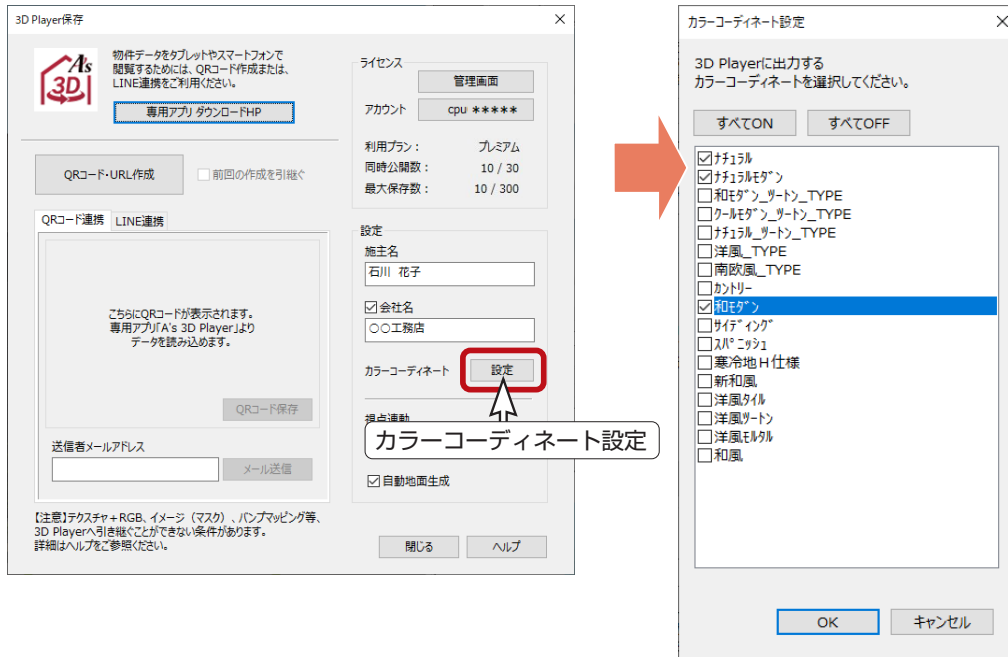 3D Player保存
A's
3D
物件データをタブレットやスマートフォンで
閲覧するためには、QRコード作成または、
LINE連携をご利用ください。
専用アプリ ダウンロードHP
QRコード・URL作成
前回の作成を引継ぐ
QRコード連携
LINE連携
こちらにQRコードが表示されます。
専用アプリ「A's 3D Player」より
データを読み込めます。
QRコード保存
送信者メールアドレス
メール送信
【注意】テクスチャ+RGB、イメージ（マスク）、バンプマッピング等、
3D Playerへ引き継ぐことができない条件があります。
詳細はヘルプをご参照ください。
ライセンス
管理画面
アカウント
cpu *****
利用プラン： プレミアム
同時公開数： 10 / 30
最大保存数： 10 / 300
設定
施主名
石川 花子
会社名
〇〇工務店
カラーコーディネート
設定
視点連動
カラーコーディネート設定
自動地面生成
閉じる
ヘルプ
カラーコーディネート設定
3D Playerに出力する
カラーコーディネートを選択してください。
すべてON
すべてOFF
ﾅﾁｭﾗﾙ
ﾅﾁｭﾗﾙﾓﾀﾞﾝ
和ﾓﾀﾞﾝ_ﾂｰﾄﾝ_TYPE
ｸｰﾙﾓﾀﾞﾝ_ﾂｰﾄﾝ_TYPE
ﾅﾁｭﾗﾙ_ﾂｰﾄﾝ_TYPE
洋風_TYPE
南欧風_TYPE
ｶﾝﾄﾘｰ
和ﾓﾀﾞﾝ
ｻｲﾃﾞｨﾝｸﾞ
ｽﾊﾟﾆｯｼｭ1
寒冷地Ｈ仕様
新和風
洋風ﾀｲﾙ
洋風ﾂｰﾄﾝ
洋風ﾓﾙﾀﾙ
和風
OK
キャンセル